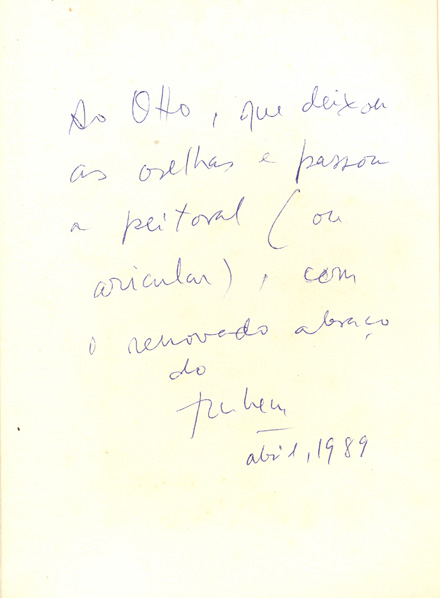 Ao Otto, que deixou
as orelhas e passou
a peitoral (ou
auricular), com
o renovado abraço
do
Rubem
abril, 1989